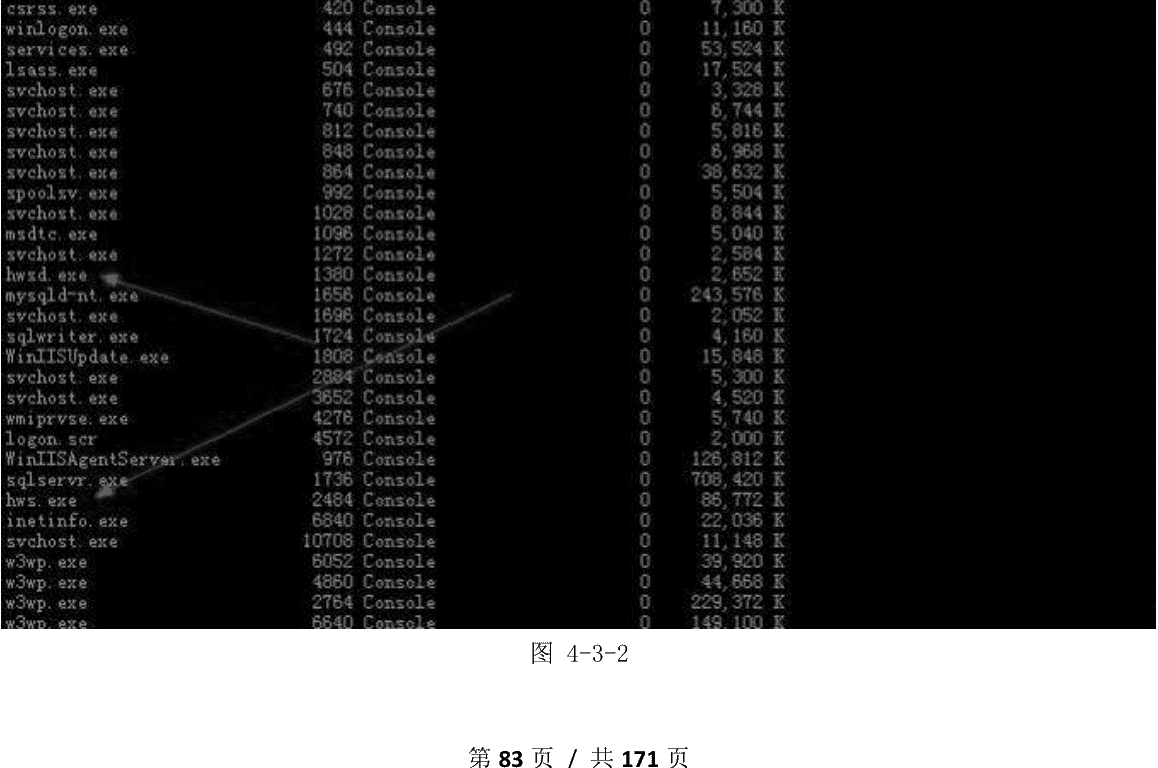 csrss.exe 420 Console 0 7,300 K
winlogon.exe 444 Console 0 11,160 K
services.exe 492 Console 0 53,524 K
lsass.exe 504 Console 0 17,524 K
svchost.exe 676 Console 0 3,328 K
svchost.exe 740 Console 0 6,744 K
svchost.exe 812 Console 0 5,816 K
svchost.exe 848 Console 0 6,968 K
svchost.exe 864 Console 0 38,632 K
spoolsv.exe 992 Console 0 5,504 K
svchost.exe 1028 Console 0 8,844 K
msdtc.exe 1096 Console 0 5,040 K
svchost.exe 1272 Console 0 2,584 K
hwsd.exe 1380 Console 0 2,652 K
mysqld-nt.exe 1656 Console 0 243,576 K
svchost.exe 1696 Console 0 2,052 K
sqlwriter.exe 1724 Console 0 4,160 K
WinIISUpdate.exe 1808 Console 0 15,848 K
svchost.exe 2884 Console 0 5,300 K
svchost.exe 3652 Console 0 4,520 K
wmiprvse.exe 4276 Console 0 5,740 K
logon.scr 4572 Console 0 2,000 K
WinIISAgentServer.exe 976 Console 0 126,812 K
sqlservr.exe 1736 Console 0 708,420 K
hws.exe 2484 Console 0 86,772 K
inetinfo.exe 6840 Console 0 22,036 K
svchost.exe 10708 Console 0 11,148 K
w3wp.exe 6052 Console 0 39,920 K
w3wp.exe 4860 Console 0 44,668 K
w3wp.exe 2764 Console 0 229,372 K
w3wp.exe 6640 Console 0 149,100 K
图 4-3-2
第 83 页 / 共 171 页